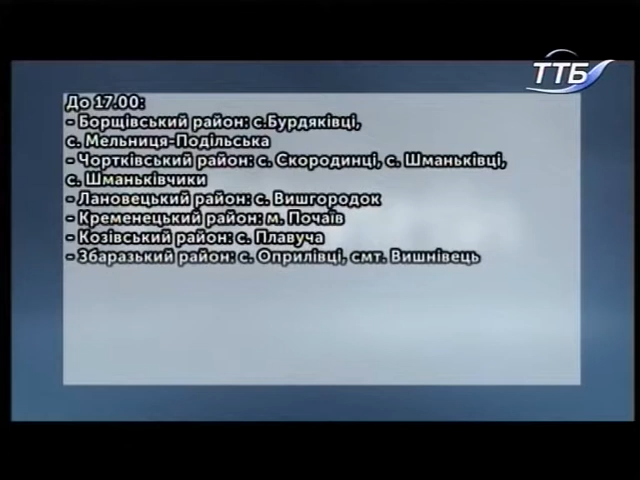 ТТБ
До 17.00:
- Борщівський район: с.Бурдяківці,
с. Мельниця-Подільська
- Чортківський район: с. Скородинці, с. Шманьківці,
с. Шманьківчики
- Лановецький район: с. Вишгородок
- Кременецький район: м. Почаїв
- Козівський район: с. Плавуча
- Збаразький район: с. Оприлівці, смт. Вишнівець